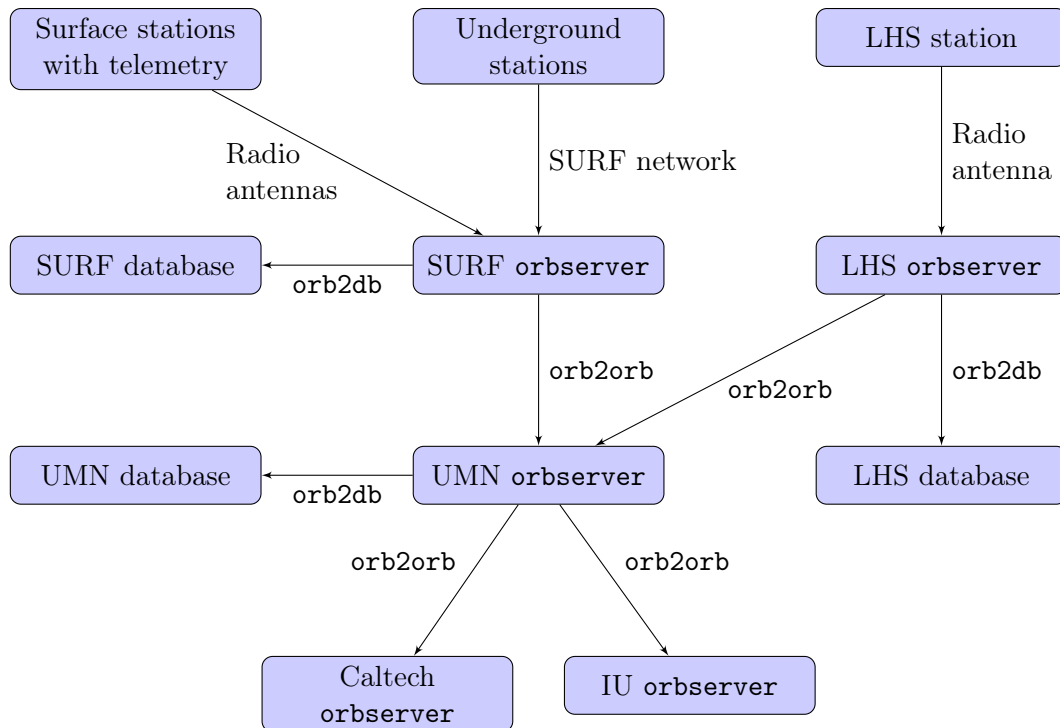 Surface stations
with telemetry
Underground
stations
LHS station
Radio
antennas
SURF network
Radio
antenna
SURF database
orb2db
SURF orbserver
LHS orbserver
orb2orb
orb2orb
orb2db
UMN database
orb2db
UMN orbserver
LHS database
orb2orb
orb2orb
Caltech
orbserver
IU orbserver